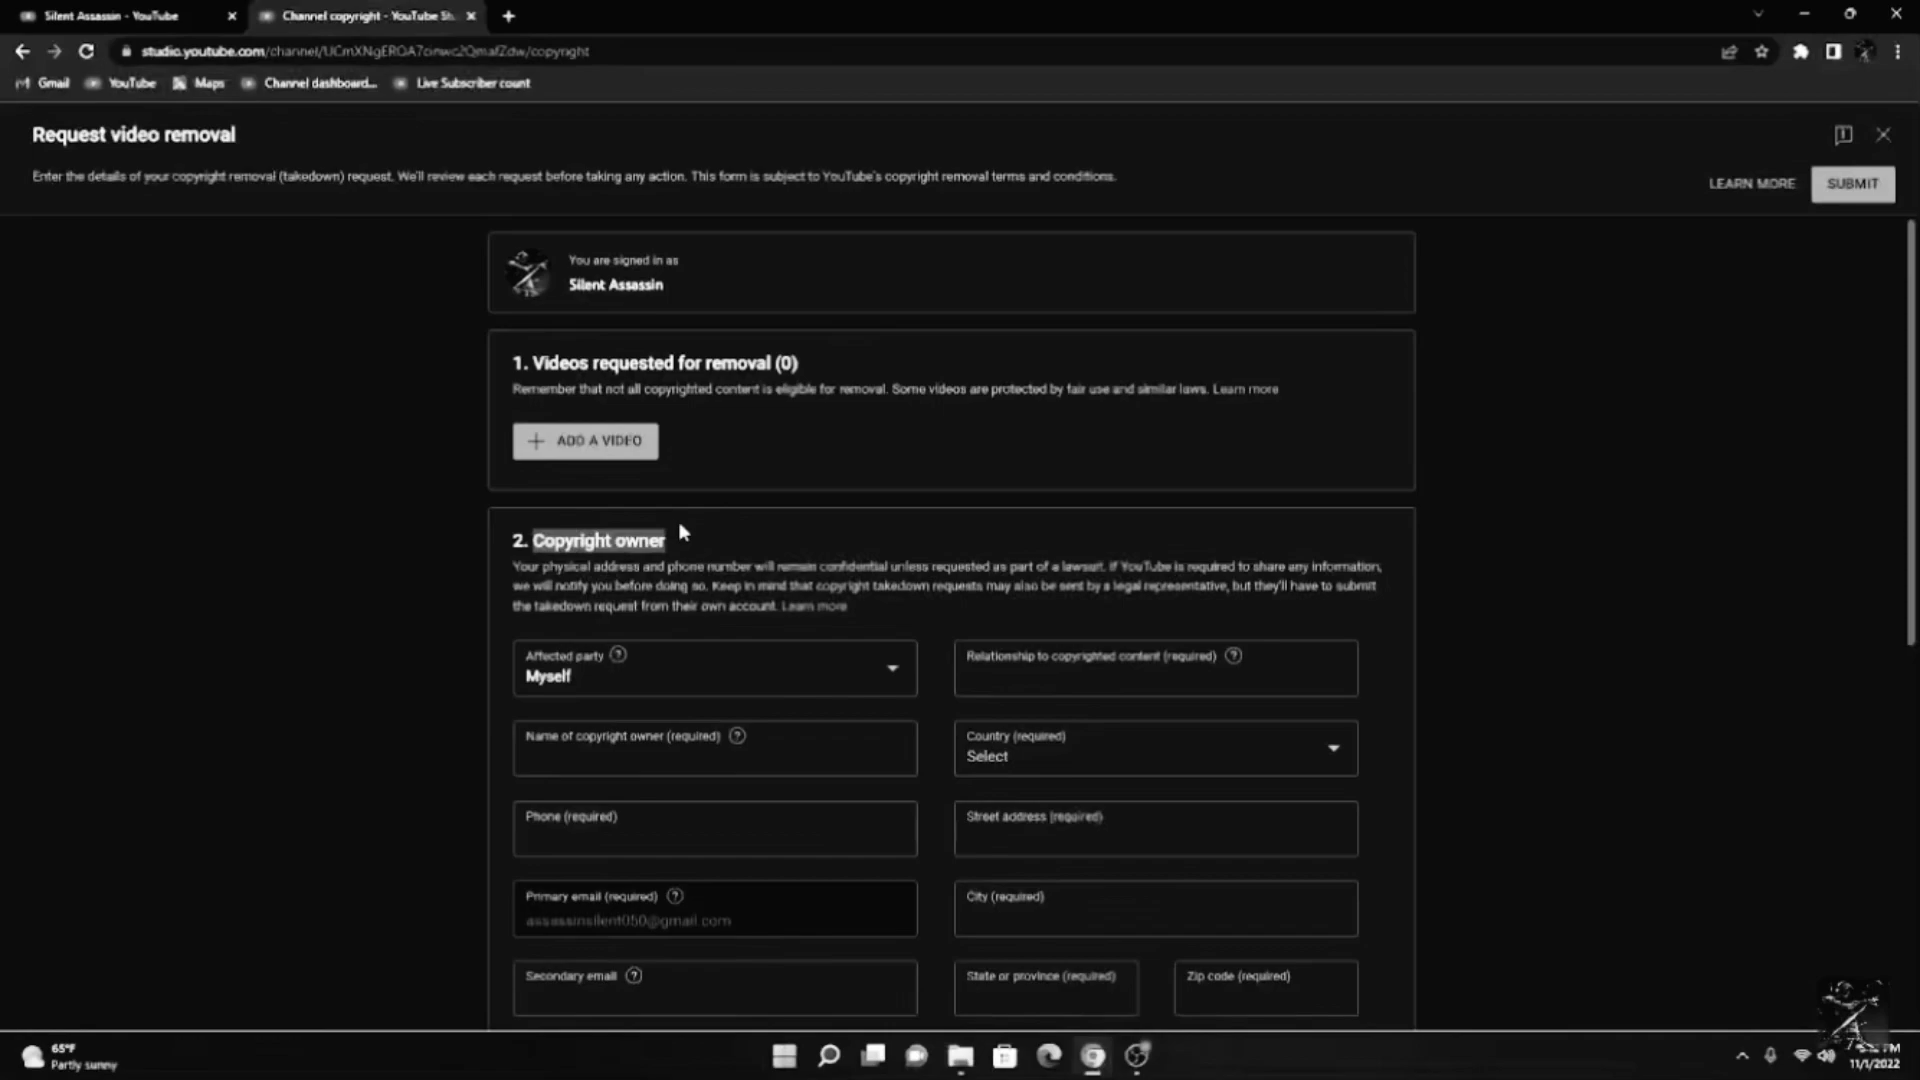 Silent Assassin - YouTube
Channel copyright - YouTube St
studio.youtube.com/copyright
Gmail
YouTube
Maps
Channel dashboard...
Live Subscriber count
Request video removal
Enter the details of your copyright removal (takedown) request. We'll review each request before taking any action. This form is subject to YouTube's copyright removal terms and conditions.
LEARN MORE
SUBMIT
You are signed in as
Silent Assassin
1. Videos requested for removal (0)
Remember that not all copyrighted content is eligible for removal. Some videos are protected by fair use and similar laws. Learn more
+ ADD A VIDEO
2. Copyright owner
Your physical address and phone number will remain confidential unless requested as part of a lawsuit. If YouTube is required to share any information,
we will notify you before doing so. Keep in mind that copyright takedown requests may also be sent by a legal representative, but they'll have to submit
the takedown request from their own account. Learn more
Affected party
Myself
Relationship to copyrighted content (required)
Name of copyright owner (required)
Country (required)
Select
Phone (required)
Street address (required)
Primary email (required)
assassinsilent050@gmail.com
City (required)
Secondary email
State or province (required)
Zip code (required)
65°F
Partly sunny
11/1/2022